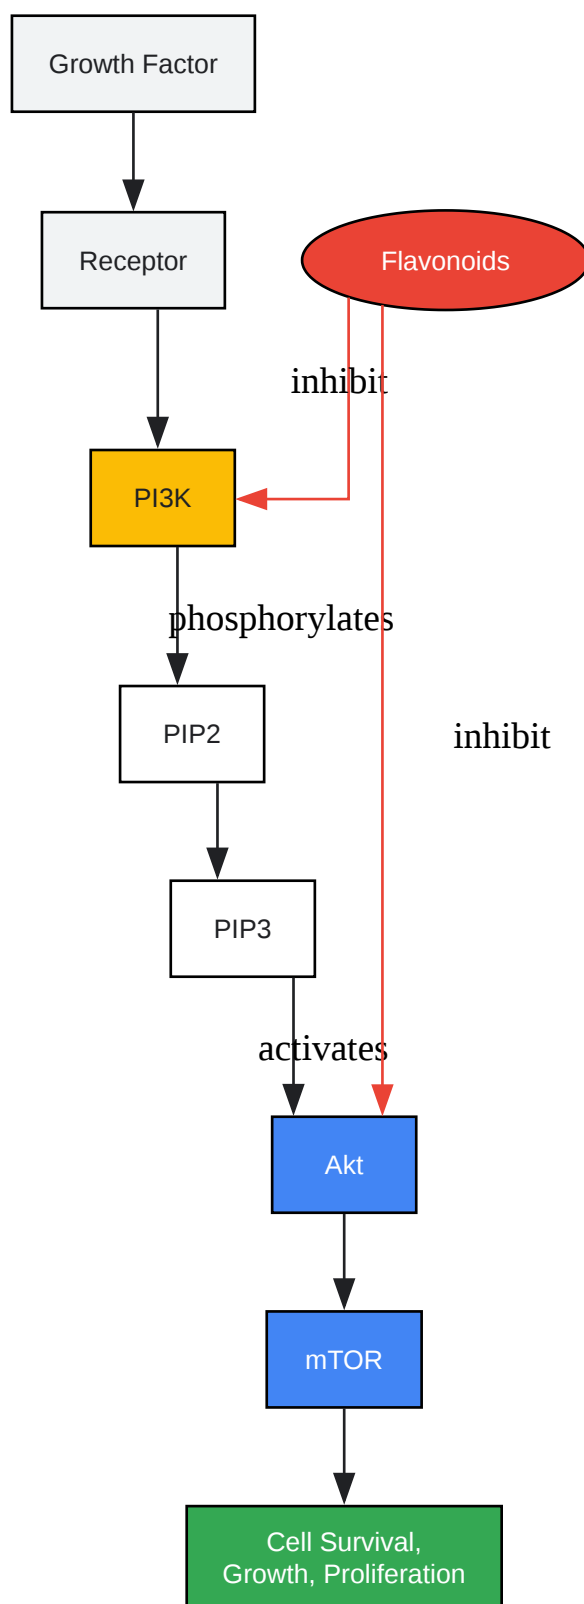 Growth Factor
Receptor
Flavonoids
inhibit
PI3K
phosphorylates
PIP2
inhibit
PIP3
activates
Akt
mTOR
Cell Survival,
Growth, Proliferation